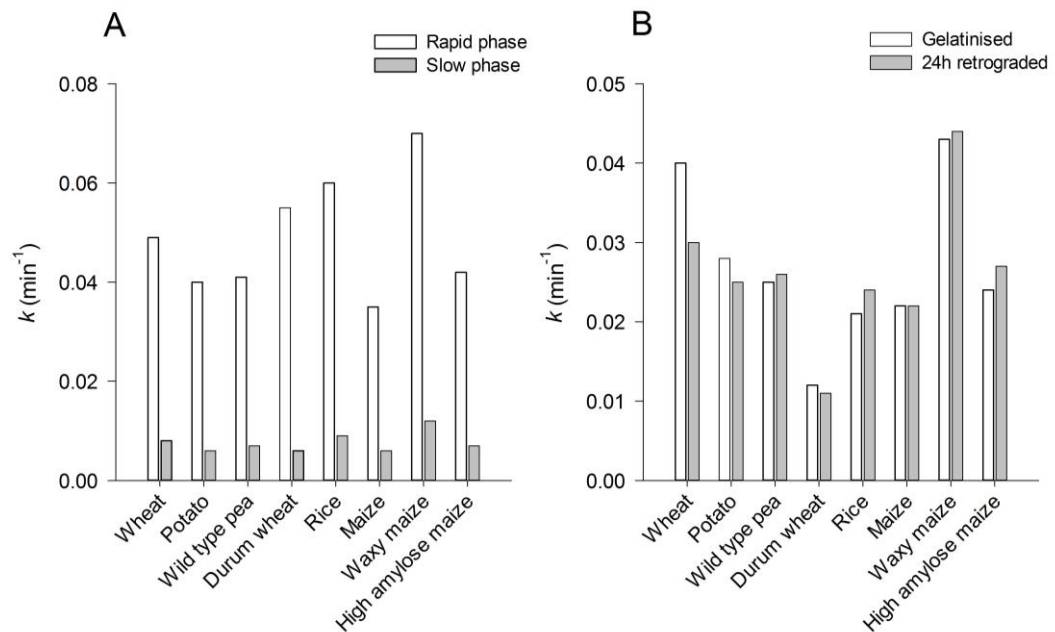 A
Rapid phase
Slow phase
0.08
0.06
0.04
0.02
0.00
k (min⁻¹)
Wheat
Potato
Wild type pea
Durum wheat
Rice
Maize
Waxy maize
High amylose maize
B
Gelatinised
24h retrograded
0.05
0.04
0.03
0.02
0.01
0.00
k (min⁻¹)
Wheat
Potato
Wild type pea
Durum wheat
Rice
Maize
Waxy maize
High amylose maize